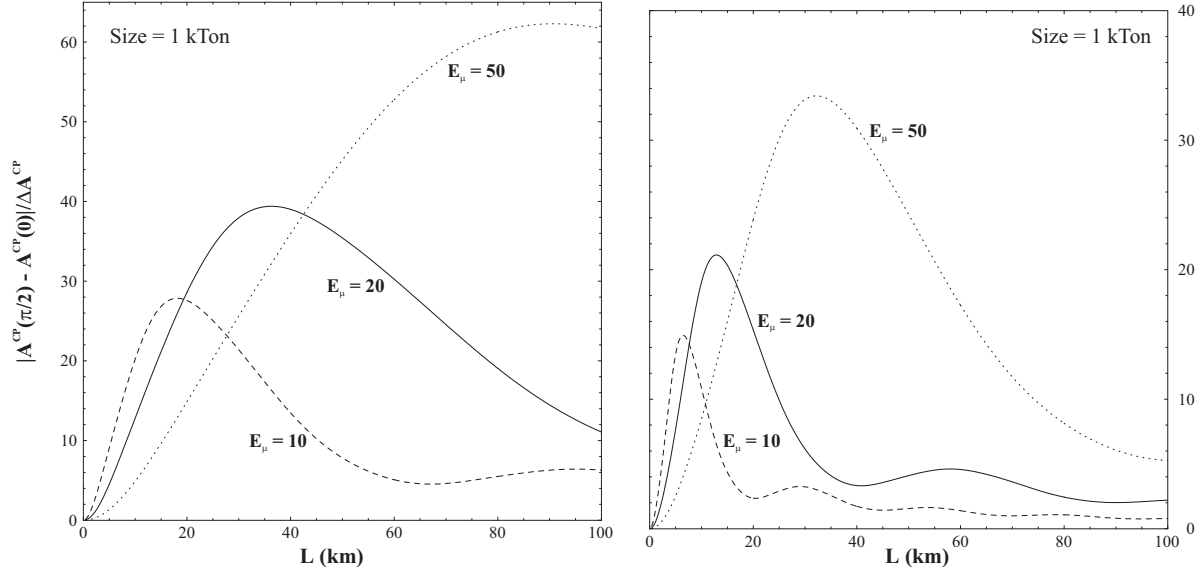 |A^CP(π/2) - A^CP(0)|/ΔA^CP
Size = 1 kTon
E_μ = 50
E_μ = 20
E_μ = 10
0
10
20
30
40
50
60
0 20 40 60 80 100
L (km)
Size = 1 kTon
E_μ = 50
E_μ = 20
E_μ = 10
40
30
20
10
0
0 20 40 60 80 100
L (km)